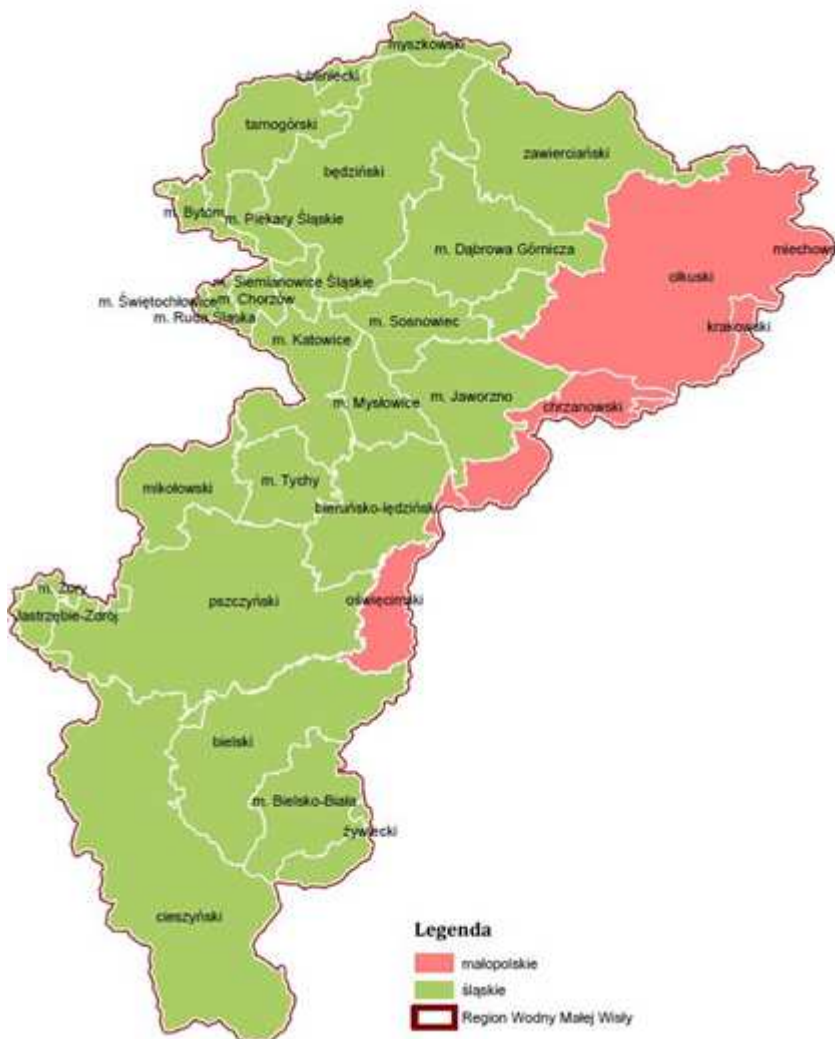 myszkowski
lubliniecki
tarnogórski
zawierciański
będziński
m. Bytom
m. Piekary Śląskie
m. Dąbrowa Górnicza
miechows
olkuski
m. Siemianowice Śląskie
m. Świętochłowice
m. Chorzów
m. Ruda Śląska
m. Sosnowiec
krakowski
m. Katowice
m. Mysłowice
m. Jaworzno
chrzanowski
mikołowski
m. Tychy
bieruńsko-lędziński
m. Żory
Jastrzębie-Zdrój
pszczyński
oświęcimski
bielski
m. Bielsko-Biała
żywiecki
cieszyński
Legenda
małopolskie
śląskie
Region Wodny Małej Wisły